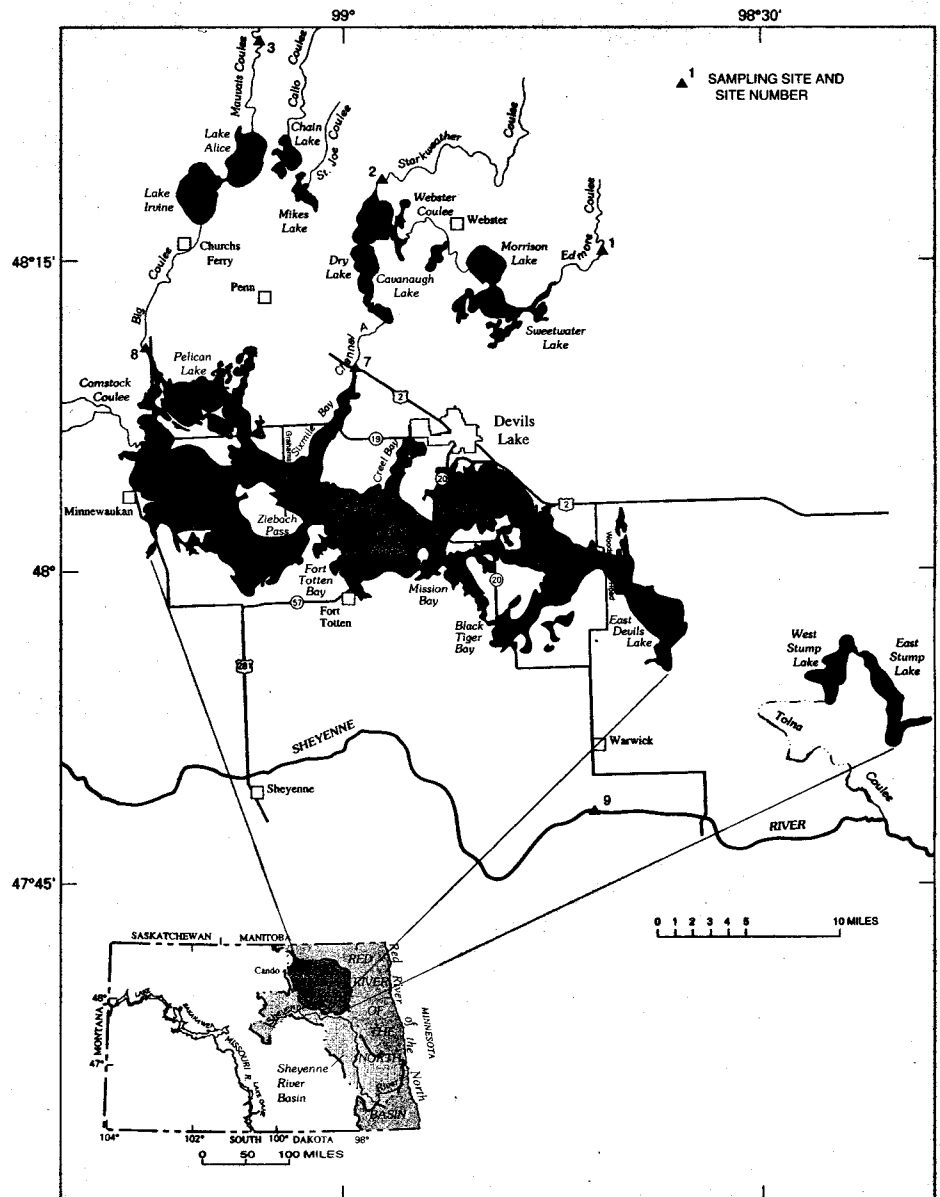 99°
98°30'
3
Mauvais Coulee
Calio Coulee
St. Joe Coulee
Lake
Alice
Chain
Lake
Lake
Irvine
Mikes
Lake
1 SAMPLING SITE AND
SITE NUMBER
2
Starkweather
Coulee
Webster
Coulee
Webster
Morrison
Lake
Edmore
Coulee
1
48°15'
Churchs
Ferry
Coulee
Big
Penn
Dry
Lake
Cavanaugh
Lake
Sweetwater
Lake
Channel
A
8
7
Pelican
Lake
Comstock
Coulee
2
Devils
Lake
Sixmile
Bay
19
Creel Bay
20
2
Minnewaukan
Ziebach
Pass
48°
Fort
Totten
Bay
Mission
Bay
20
57
Fort
Totten
Black
Tiger
Bay
East
Devils
Lake
281
West
Stump
Lake
East
Stump
Lake
Tolna
Coulee
SHEYENNE
Warwick
Sheyenne
9
RIVER
47°45'
0 1 2 3 4 5 10 MILES
SASKATCHEWAN MANITOBA
Cando
RED
RIVER
OF
THE
NORTH
BASIN
Red River of the North
MINNESOTA
MONTANA
48°
47°
MISSOURI R.
Sheyenne
River
Basin
River
104° 102° 100° 98°
SOUTH DAKOTA
0 50 100 MILES